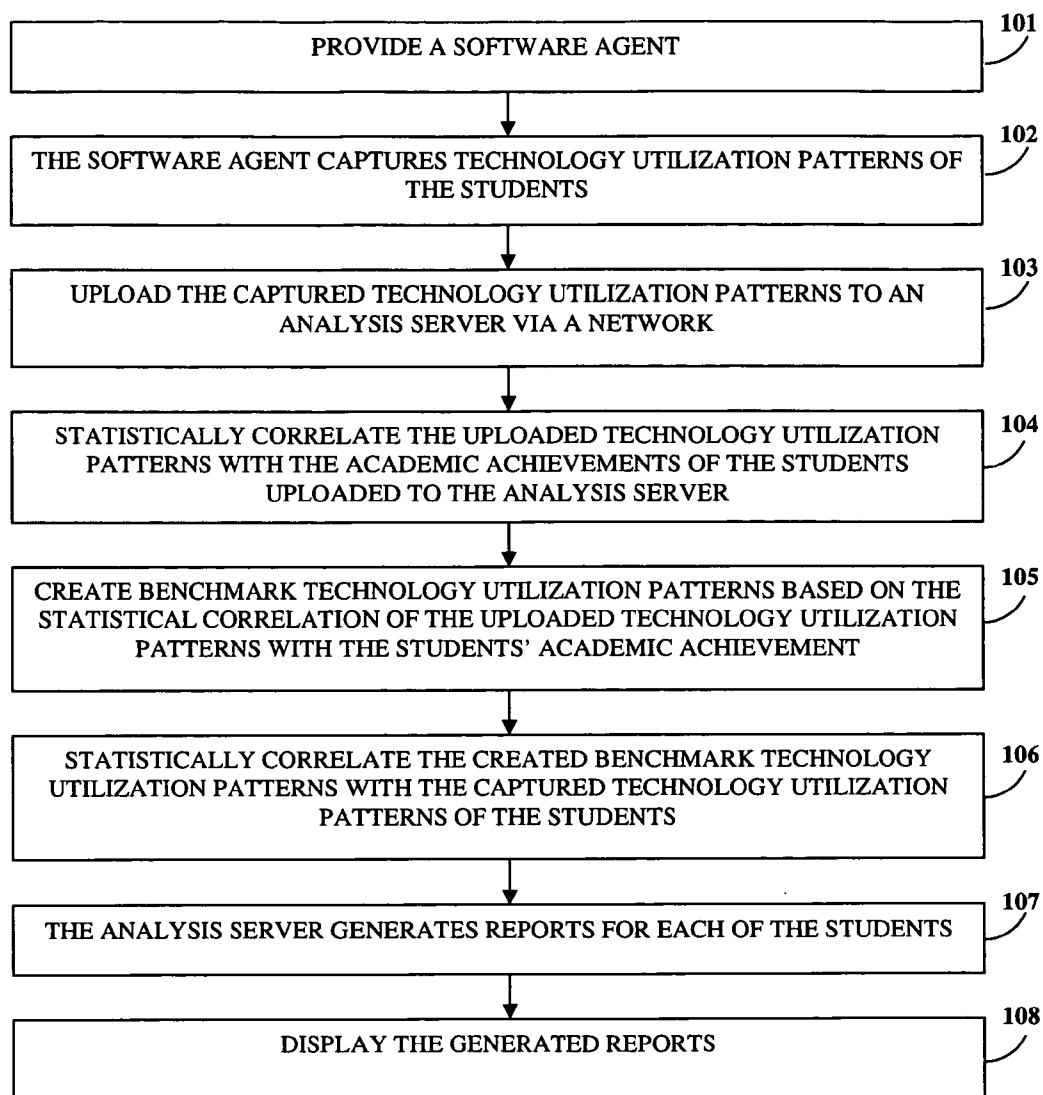 101
PROVIDE A SOFTWARE AGENT
102
THE SOFTWARE AGENT CAPTURES TECHNOLOGY UTILIZATION PATTERNS OF
THE STUDENTS
103
UPLOAD THE CAPTURED TECHNOLOGY UTILIZATION PATTERNS TO AN
ANALYSIS SERVER VIA A NETWORK
104
STATISTICALLY CORRELATE THE UPLOADED TECHNOLOGY UTILIZATION
PATTERNS WITH THE ACADEMIC ACHIEVEMENTS OF THE STUDENTS
UPLOADED TO THE ANALYSIS SERVER
105
CREATE BENCHMARK TECHNOLOGY UTILIZATION PATTERNS BASED ON THE
STATISTICAL CORRELATION OF THE UPLOADED TECHNOLOGY UTILIZATION
PATTERNS WITH THE STUDENTS' ACADEMIC ACHIEVEMENT
106
STATISTICALLY CORRELATE THE CREATED BENCHMARK TECHNOLOGY
UTILIZATION PATTERNS WITH THE CAPTURED TECHNOLOGY UTILIZATION
PATTERNS OF THE STUDENTS
107
THE ANALYSIS SERVER GENERATES REPORTS FOR EACH OF THE STUDENTS
108
DISPLAY THE GENERATED REPORTS